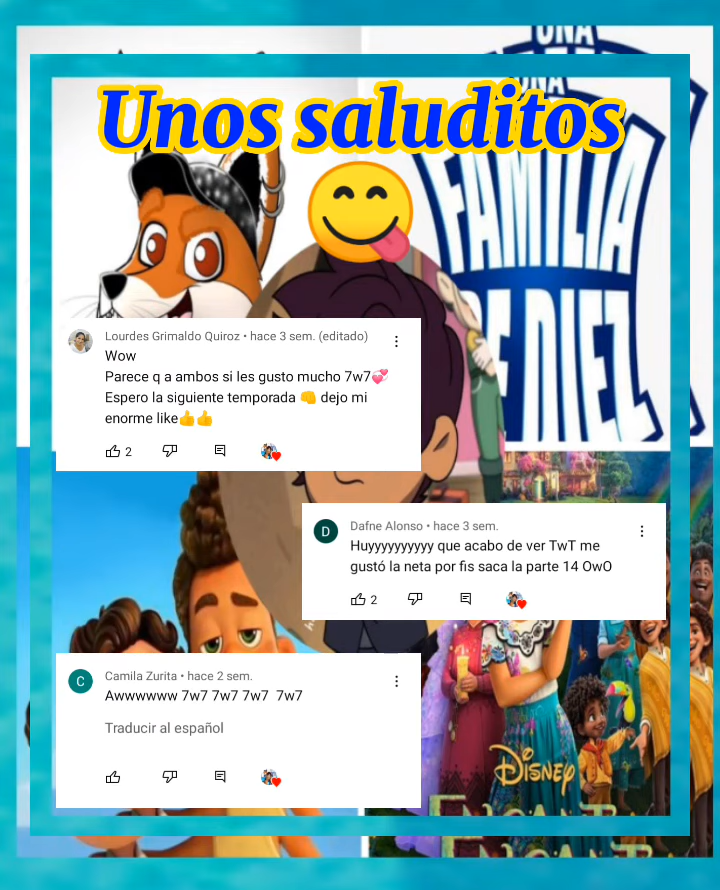 UNA
UNA
Unos saluditos
FAMILIA
DE DIEZ
Lourdes Grimaldo Quiroz • hace 3 sem. (editado)
Wow
Parece q a ambos si les gusto mucho 7w7💞
Espero la siguiente temporada 👊 dejo mi
enorme like👍👍
2
D
Dafne Alonso • hace 3 sem.
Huyyyyyyyyyy que acabo de ver TwT me
gustó la neta por fis saca la parte 14 OwO
2
C
Camila Zurita • hace 2 sem.
Awwwwww 7w7 7w7 7w7  7w7
Traducir al español
DISNEY